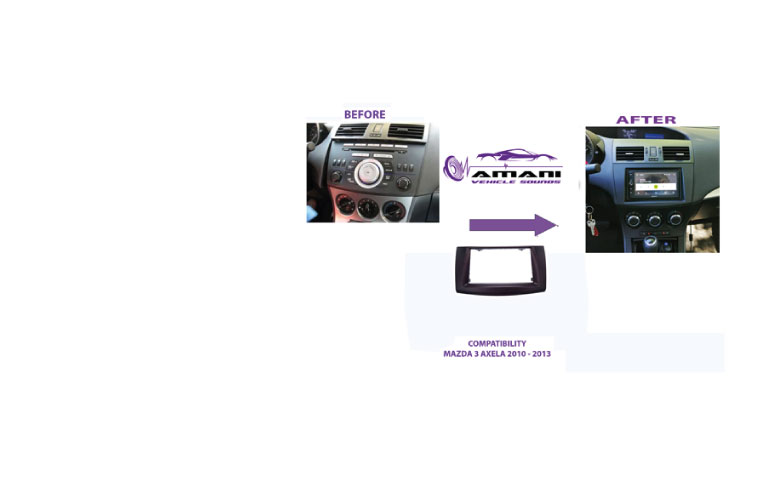 BEFORE
AFTER
AMANI
VEHICLE SOUNDS
COMPATIBILITY
MAZDA 3 AXELA 2010 - 2013